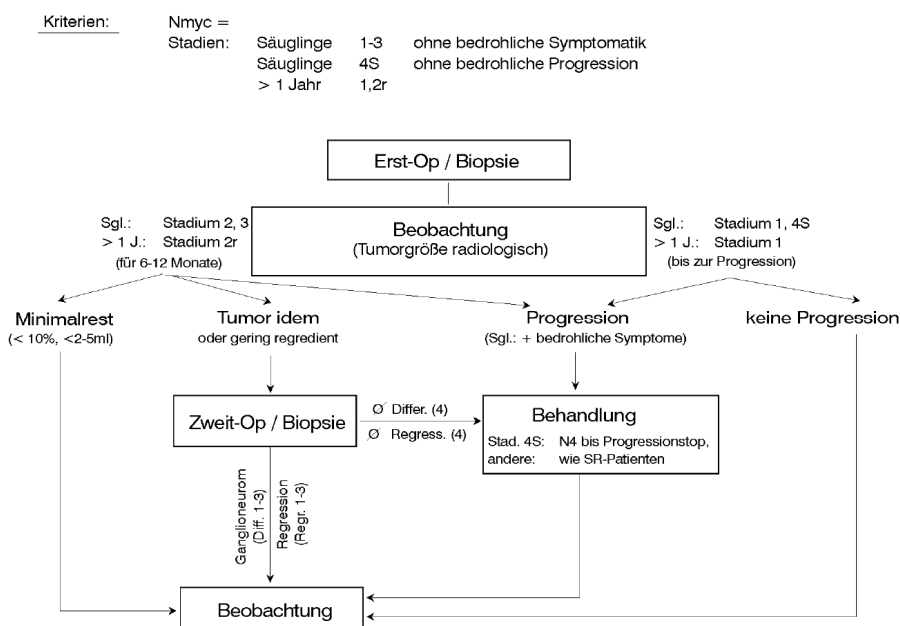 Kriterien: Nmyc =
Stadien: Säuglinge 1-3 ohne bedrohliche Symptomatik
Säuglinge 4S ohne bedrohliche Progression
> 1 Jahr 1,2r
Erst-Op / Biopsie
Sgl.: Stadium 2, 3
> 1 J.: Stadium 2r
(für 6-12 Monate)
Beobachtung
(Tumorgröße radiologisch)
Sgl.: Stadium 1, 4S
> 1 J.: Stadium 1
(bis zur Progression)
Minimalrest
(< 10%, <2-5ml)
Tumor idem
oder gering regredient
Progression
(Sgl.: + bedrohliche Symptome)
keine Progression
Zweit-Op / Biopsie
Ø Differ. (4)
Ø Regress. (4)
Behandlung
Stad. 4S: N4 bis Progressionstop,
andere: wie SR-Patienten
Ganglioneurom
(Diff. 1-3)
Regression
(Regr. 1-3)
Beobachtung